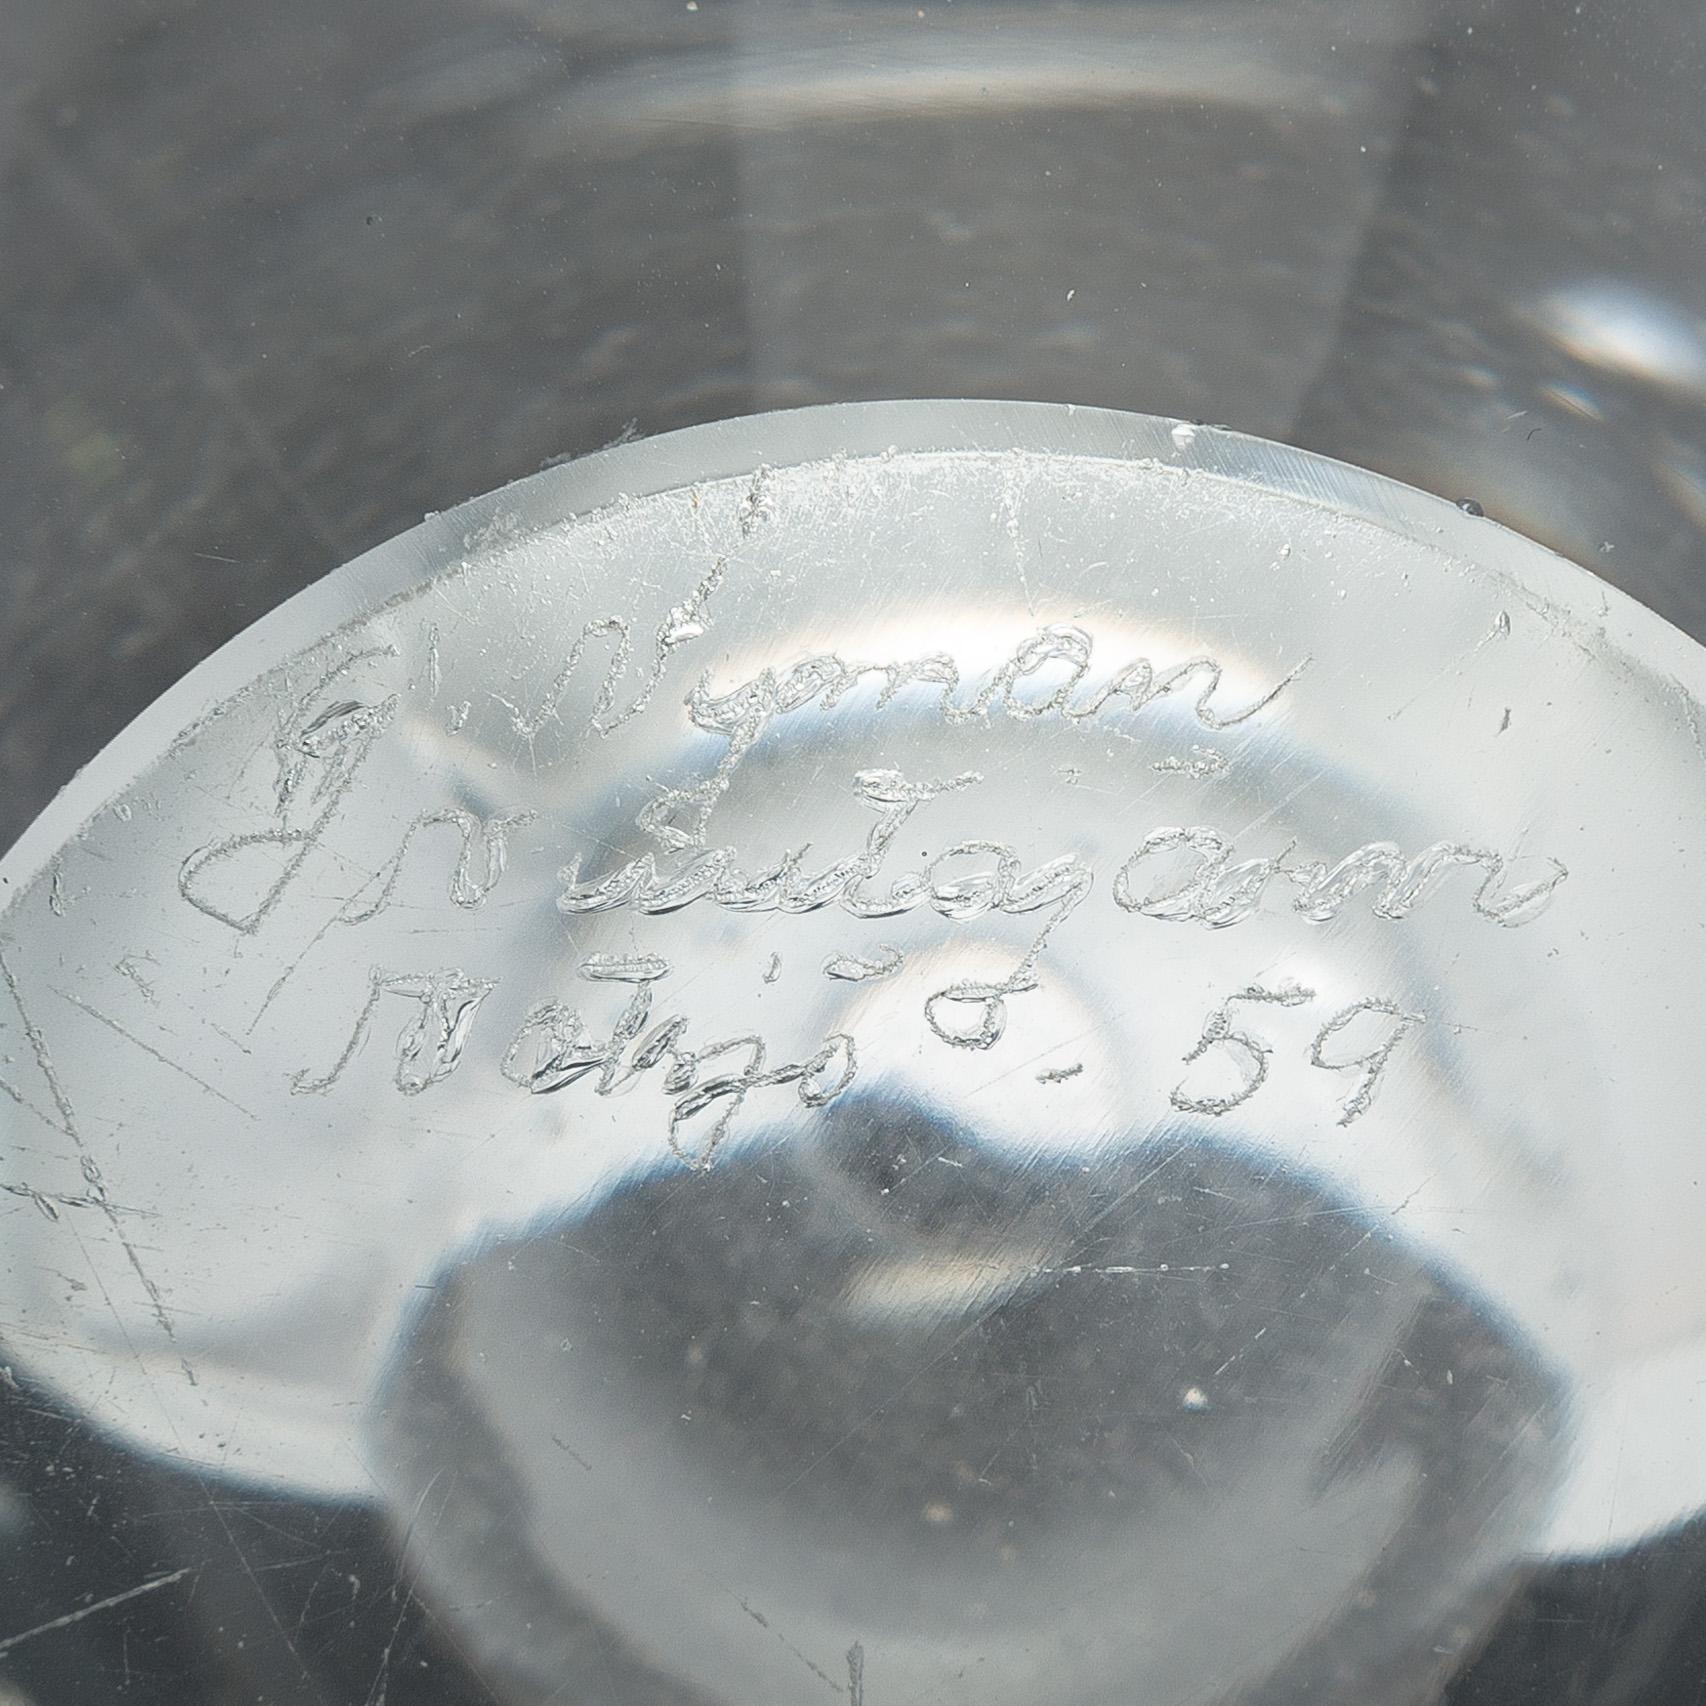 G. Nyman
Nuutajärvi
Notsjö - 59